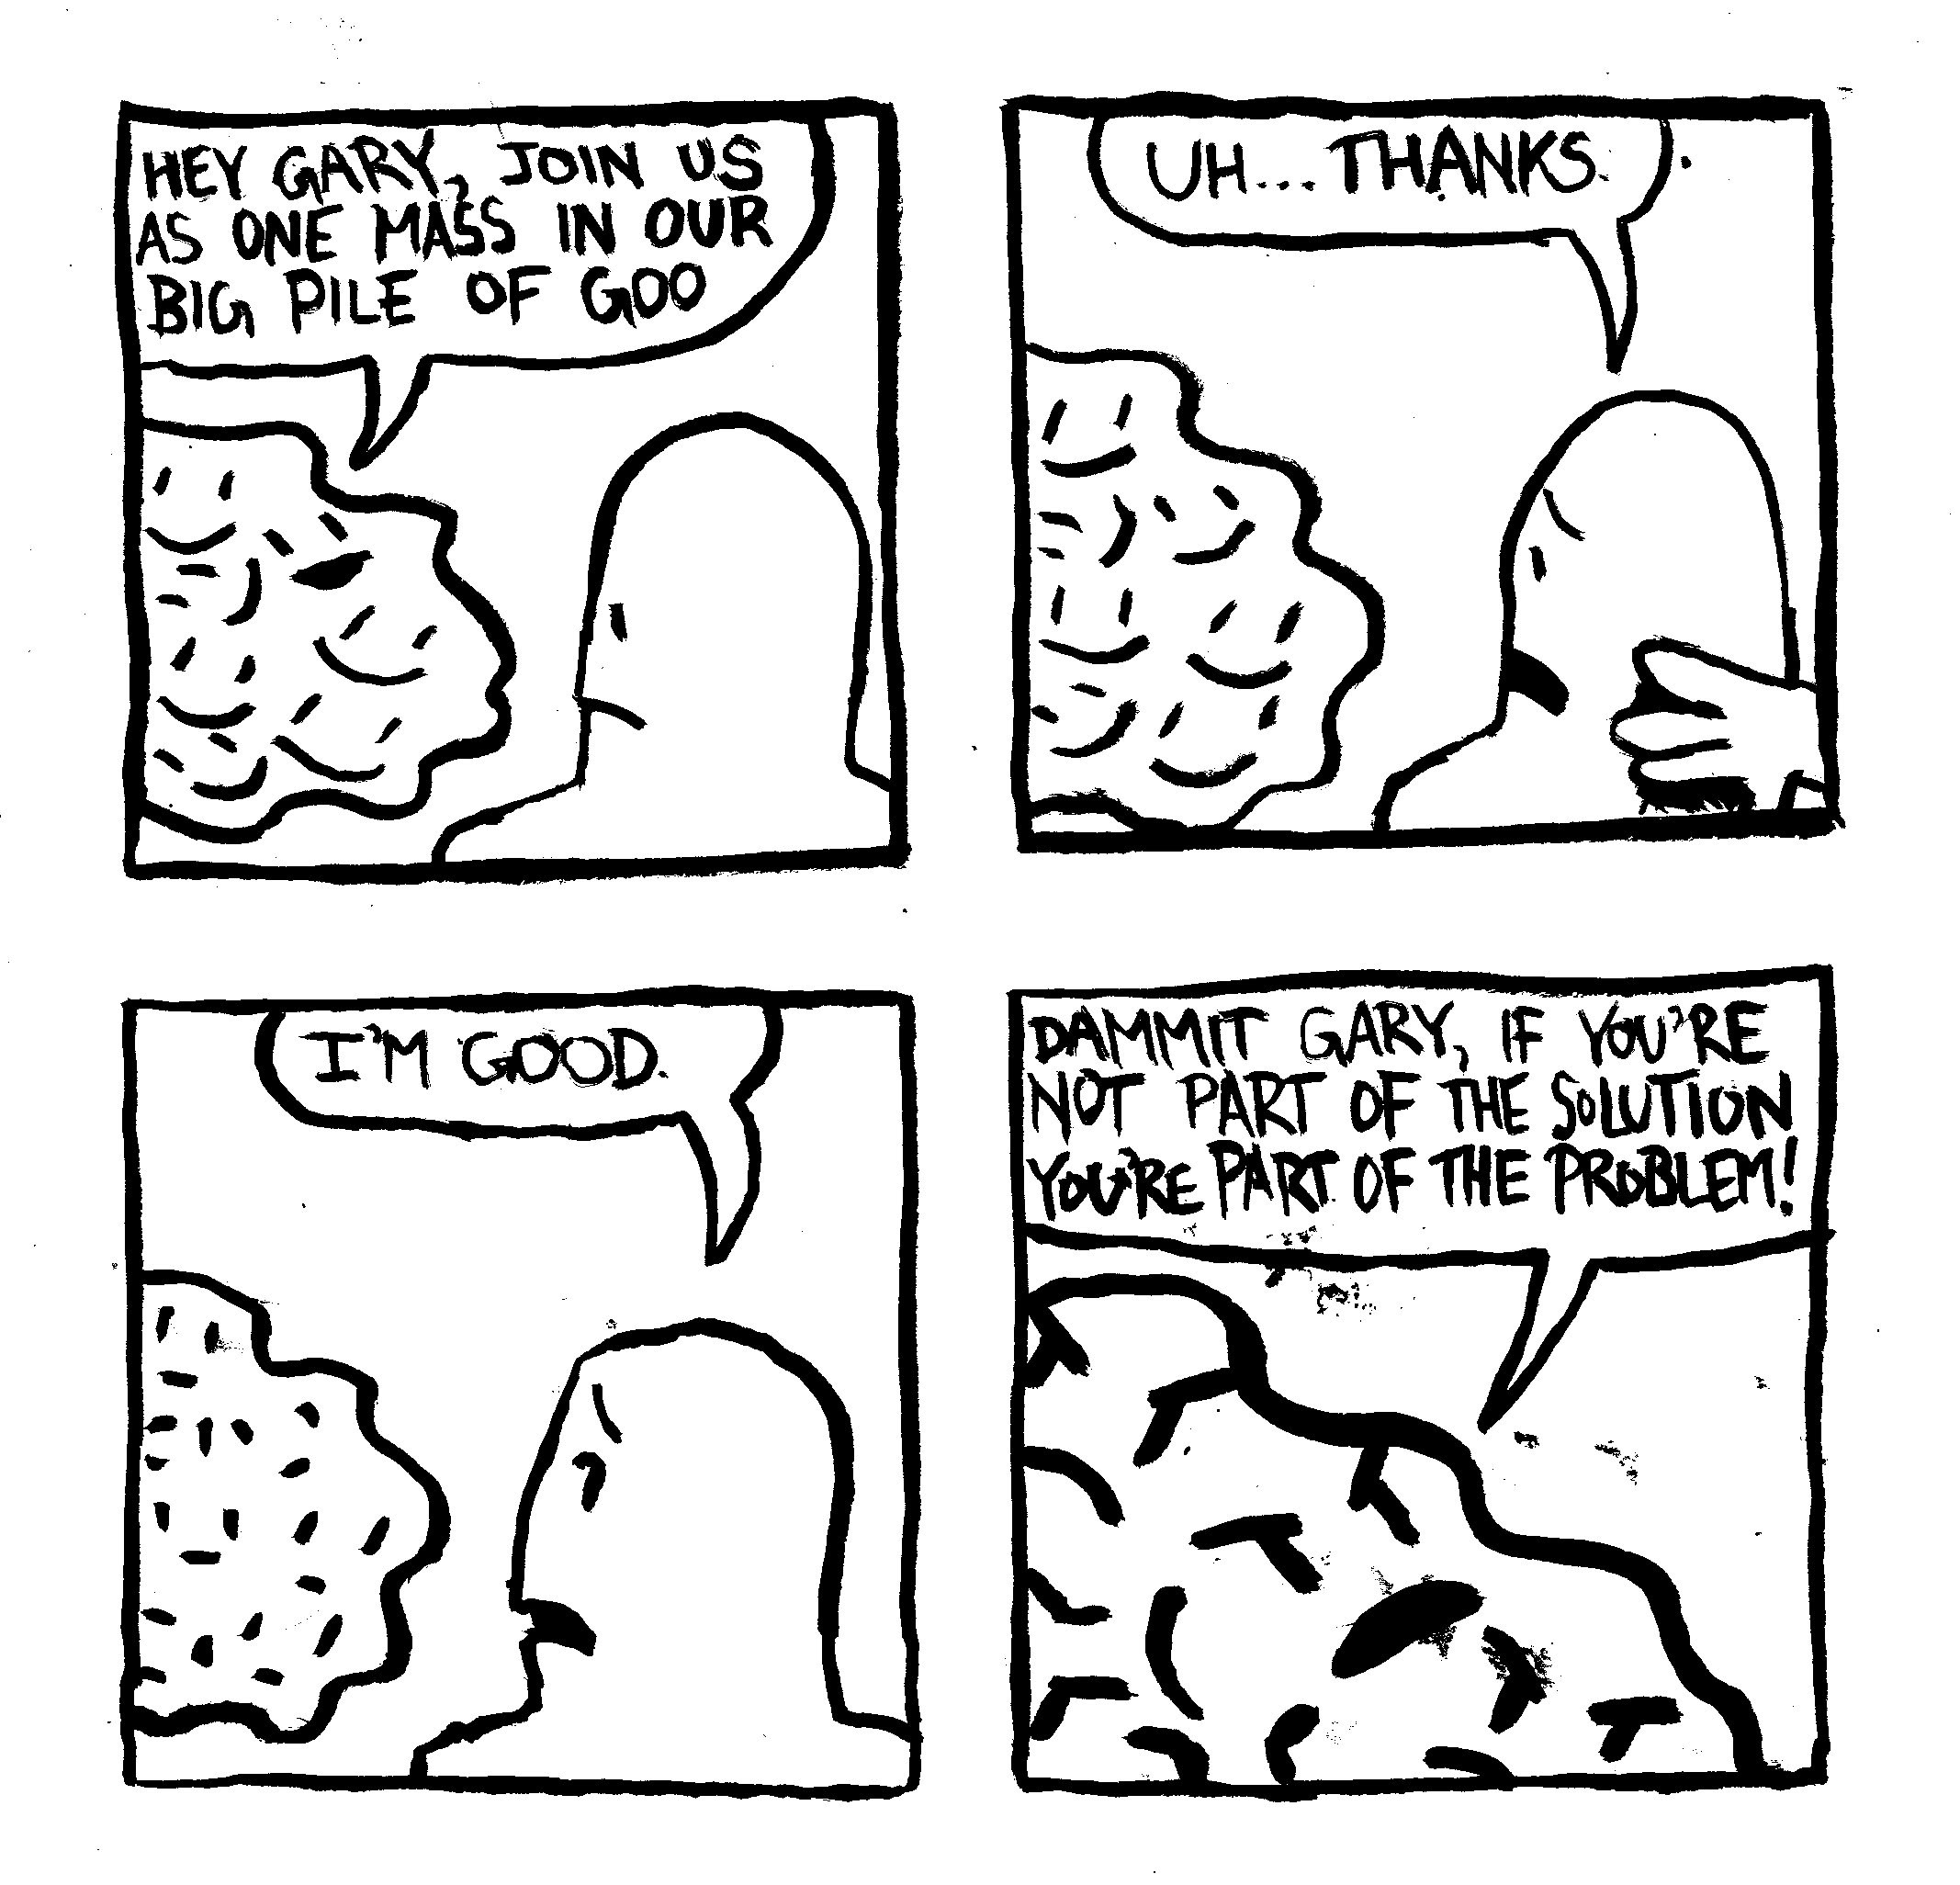 HEY GARY, JOIN US
AS ONE MASS IN OUR
BIG PILE OF GOO
UH... THANKS.
I'M GOOD.
DAMMIT GARY, IF YOU'RE
NOT PART OF THE SOLUTION
YOU'RE PART OF THE PROBLEM!